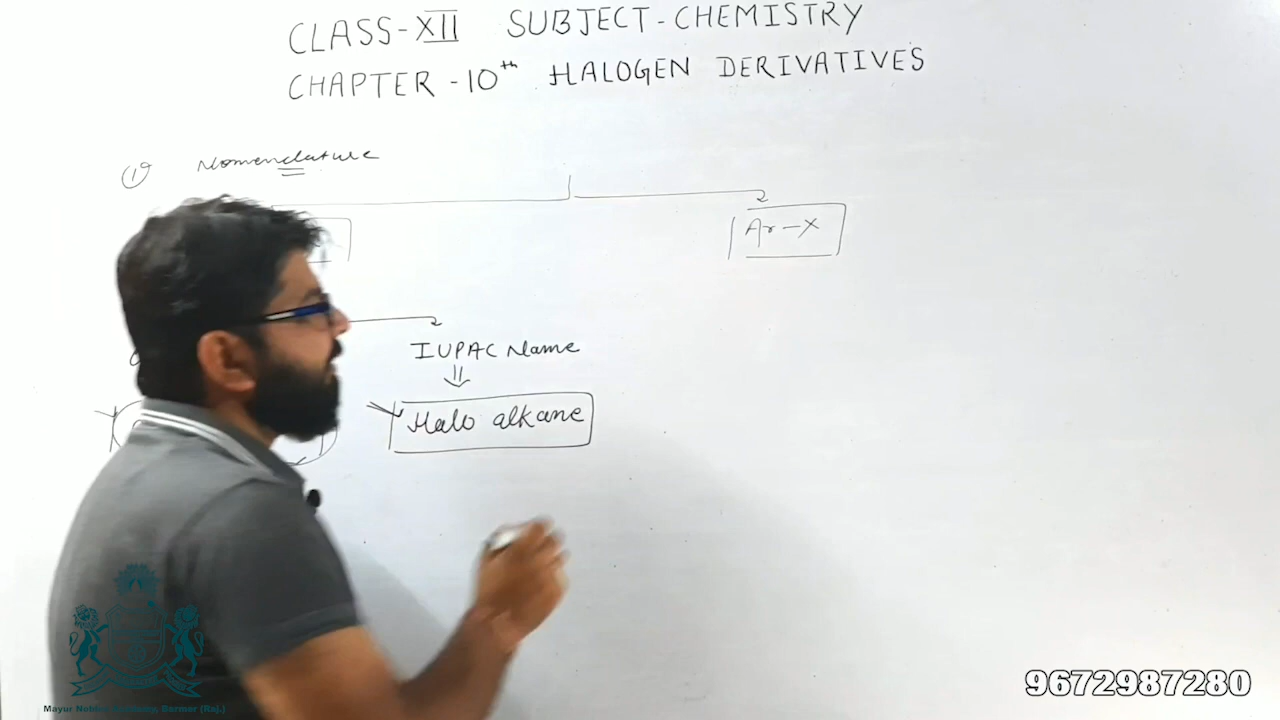 CLASS-XII SUBJECT-CHEMISTRY
CHAPTER-10th HALOGEN DERIVATIVES
① Nomenclature
Ar-X
IUPAC Name
Halo alkane
Mayur Noble Academy, Barmer (Raj.)
9672987280